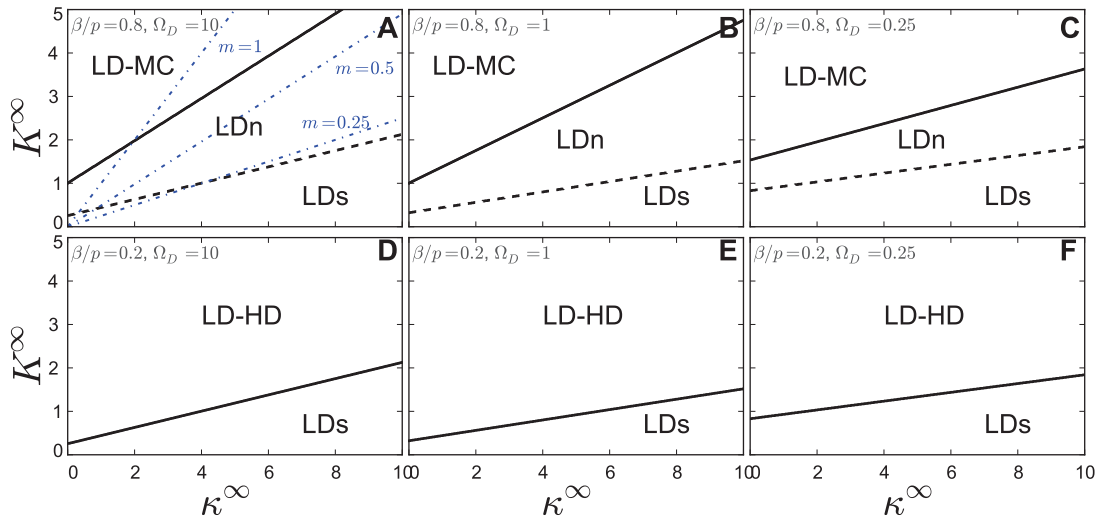 β/p=0.8, Ω_D=10 A
m=1
LD-MC
m=0.5
LDn
m=0.25
LDs
K^∞
5
4
3
2
1
0
β/p=0.8, Ω_D=1 B
LD-MC
LDn
LDs
β/p=0.8, Ω_D=0.25 C
LD-MC
LDn
LDs
β/p=0.2, Ω_D=10 D
LD-HD
LDs
K^∞
5
4
3
2
1
0
0 2 4 6 8 10
κ^∞
β/p=0.2, Ω_D=1 E
LD-HD
LDs
0 2 4 6 8 10
κ^∞
β/p=0.2, Ω_D=0.25 F
LD-HD
LDs
0 2 4 6 8 10
κ^∞